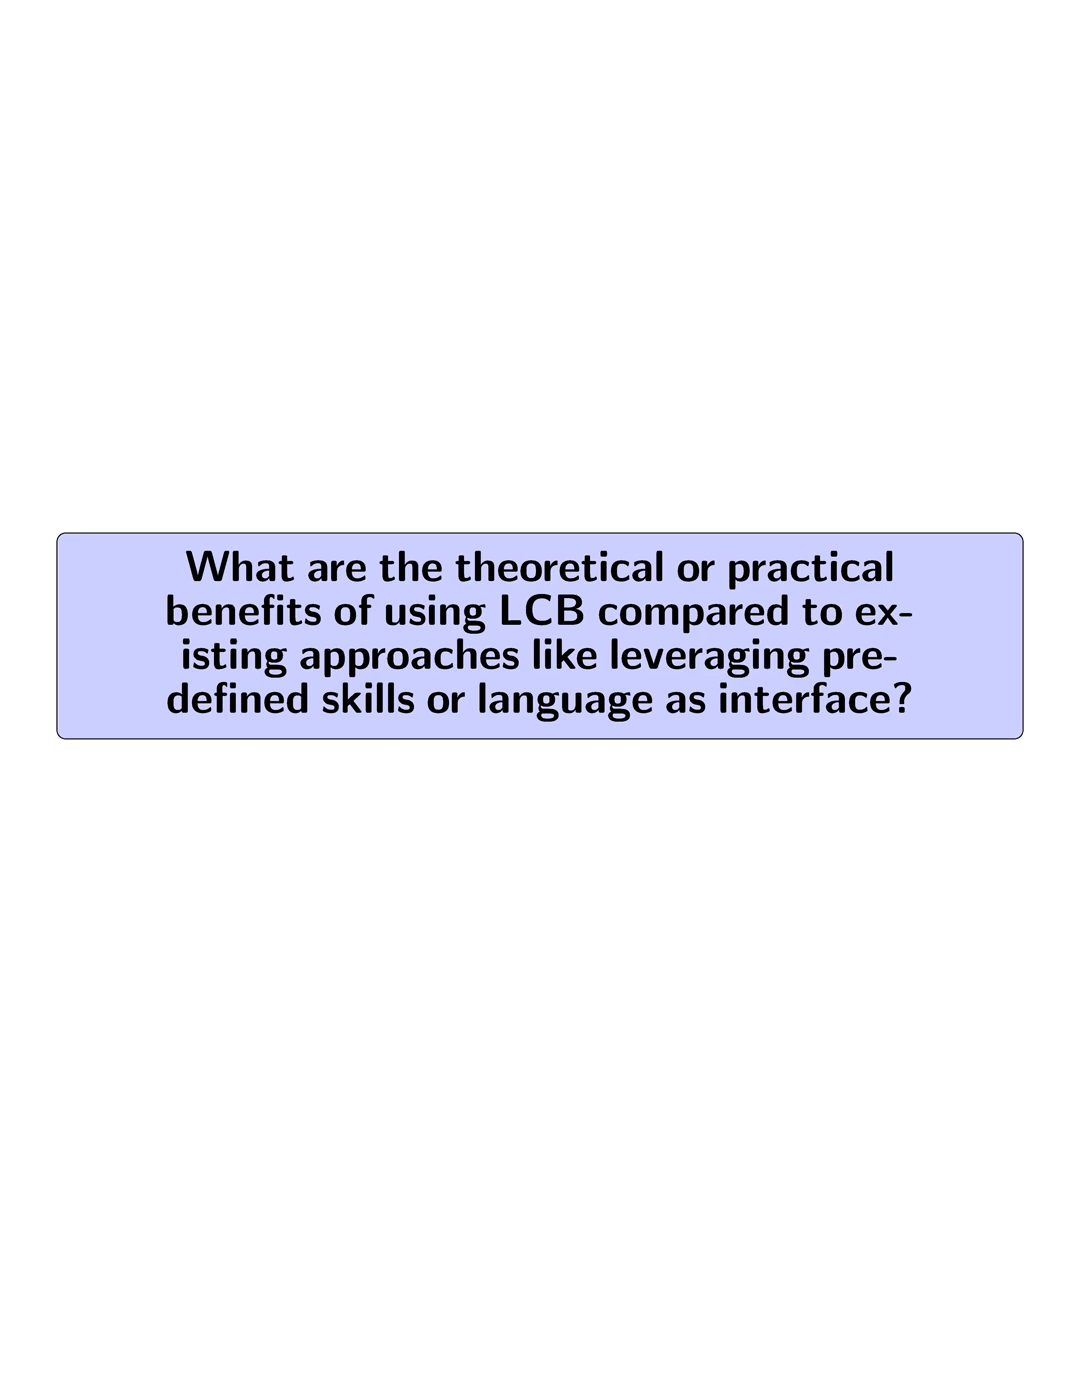 What are the theoretical or practical
benefits of using LCB compared to ex-
isting approaches like leveraging pre-
defined skills or language as interface?